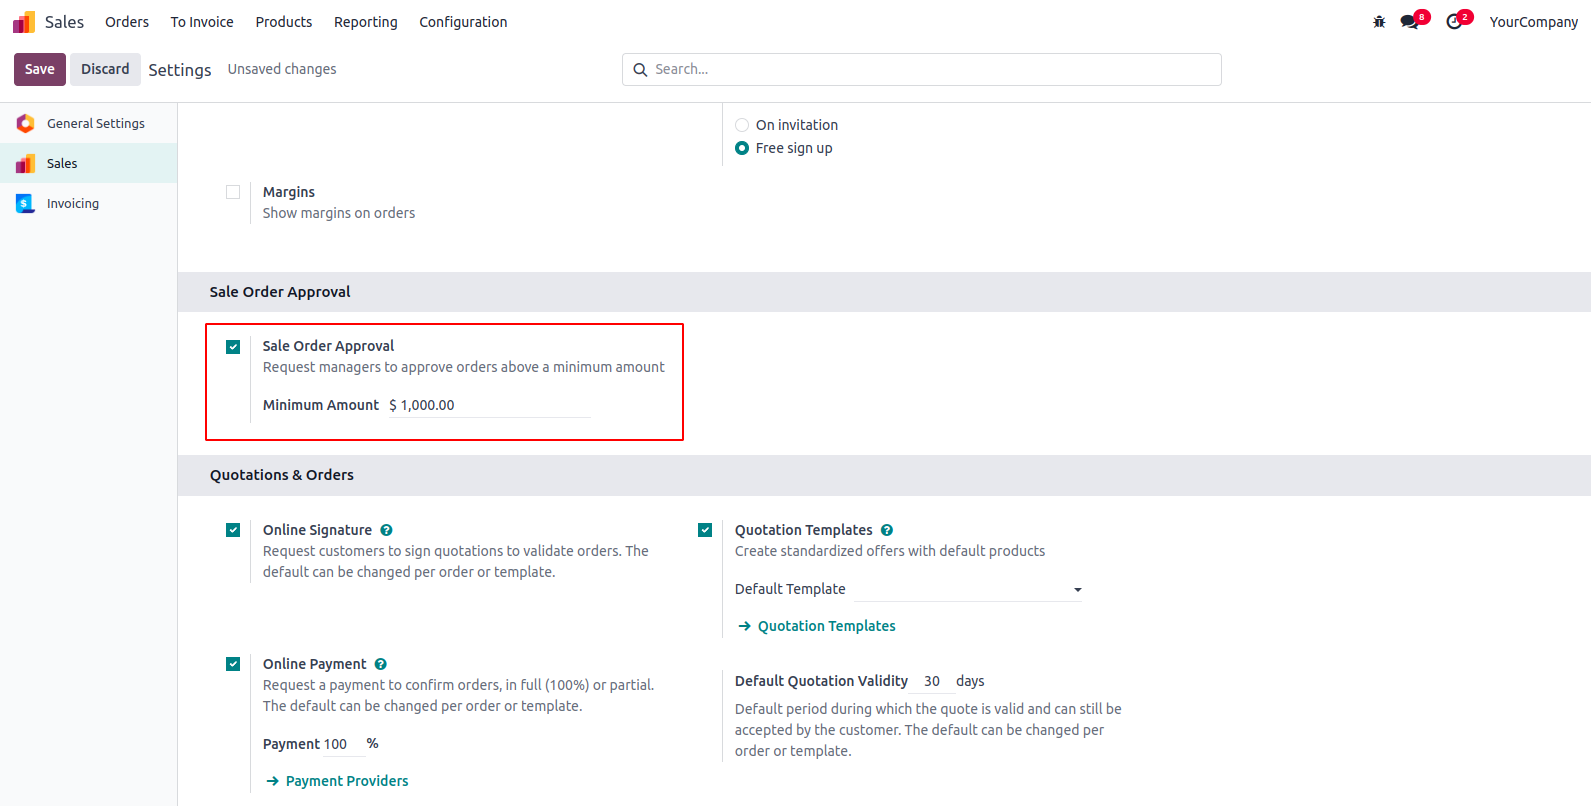 Sales Orders To Invoice Products Reporting Configuration 8 2 YourCompany
Save Discard Settings Unsaved changes Search...
General Settings
Sales
Invoicing
On invitation
Free sign up
Margins
Show margins on orders
Sale Order Approval
Sale Order Approval
Request managers to approve orders above a minimum amount
Minimum Amount $ 1,000.00
Quotations & Orders
Online Signature ?
Request customers to sign quotations to validate orders. The
default can be changed per order or template.
Quotation Templates ?
Create standardized offers with default products
Default Template
Quotation Templates
Online Payment ?
Request a payment to confirm orders, in full (100%) or partial.
The default can be changed per order or template.
Payment 100 %
Payment Providers
Default Quotation Validity 30 days
Default period during which the quote is valid and can still be
accepted by the customer. The default can be changed per
order or template.